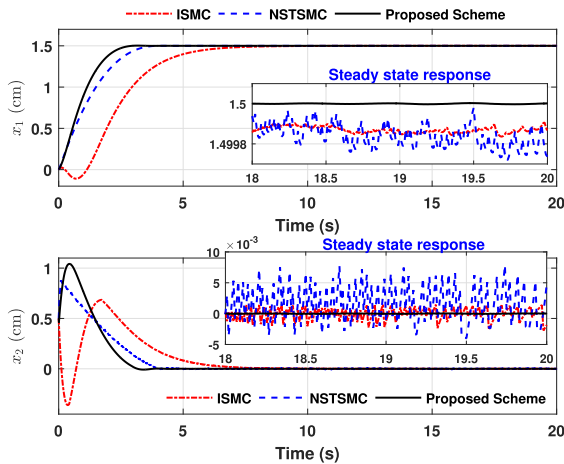 ISMC NSTSMC Proposed Scheme
1.5
1
0.5
0
x₁ (cm)
Steady state response
1.5
1.4998
18 18.5 19 19.5 20
0 5 10 15 20
Time (s)
1
0.5
0
x₂ (cm)
Steady state response
× 10⁻³
10
5
0
-5
18 18.5 19 19.5 20
ISMC NSTSMC Proposed Scheme
0 5 10 15 20
Time (s)